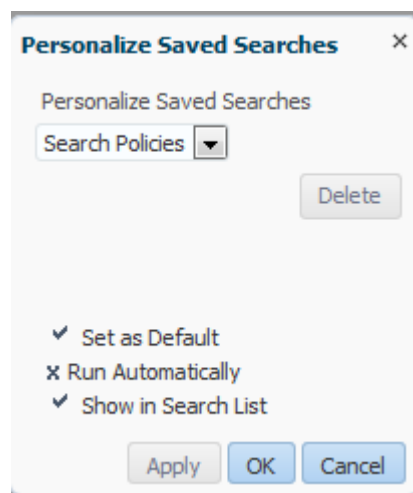 Personalize Saved Searches
Personalize Saved Searches
Search Policies
Delete
Set as Default
Run Automatically
Show in Search List
Apply OK Cancel